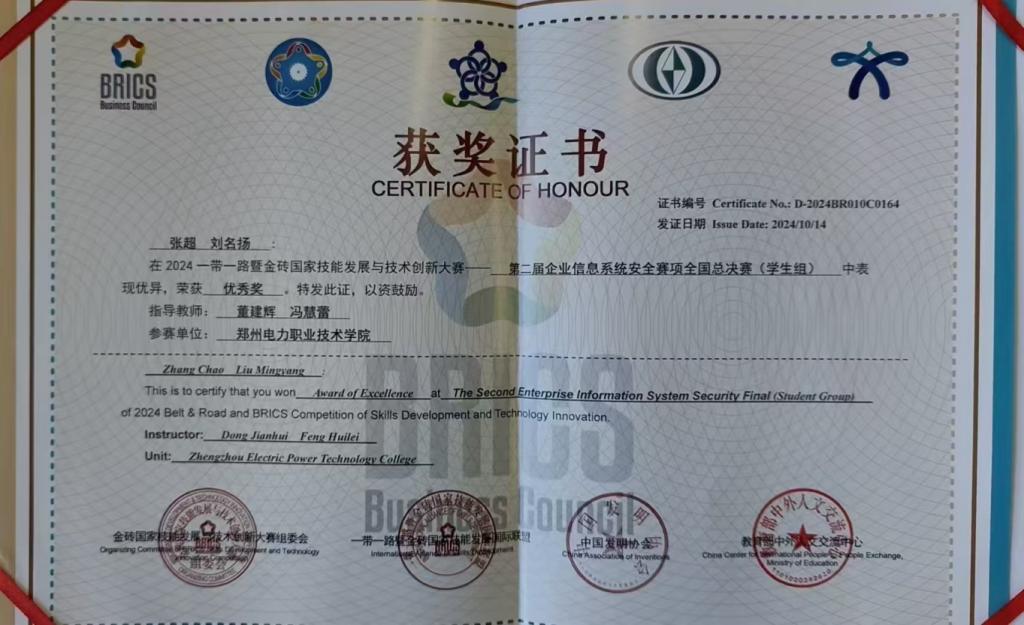 BRICS
Business Council
获奖证书
CERTIFICATE OF HONOUR
证书编号 Certificate No.: D-2024BR010C0164
发证日期 Issue Date: 2024/10/14
张超 刘名扬 :
在 2024 一带一路暨金砖国家技能发展与技术创新大赛—— 第二届企业信息系统安全赛项全国总决赛（学生组） 中表
现优异，荣获 优秀奖 。特发此证，以资鼓励。
指导教师： 董建辉 冯慧蕾
参赛单位： 郑州电力职业技术学院
Zhang Chao Liu Mingyang :
This is to certify that you won Award of Excellence at The Second Enterprise Information System Security Final (Student Group)
of 2024 Belt & Road and BRICS Competition of Skills Development and Technology Innovation.
Instructor: Dong Jianhui Feng Huilei
Unit: Zhengzhou Electric Power Technology College
BRICS
Business Council
金砖国家技能发展与技术创新大赛组委会
Organizing Committee of Skills Development and Technology
一带一路暨金砖国家技能发展国际联盟
中国发明协会
China Association of Inventions
教育部中外人文交流中心
China Center for International People-to-People Exchange,
Ministry of Education